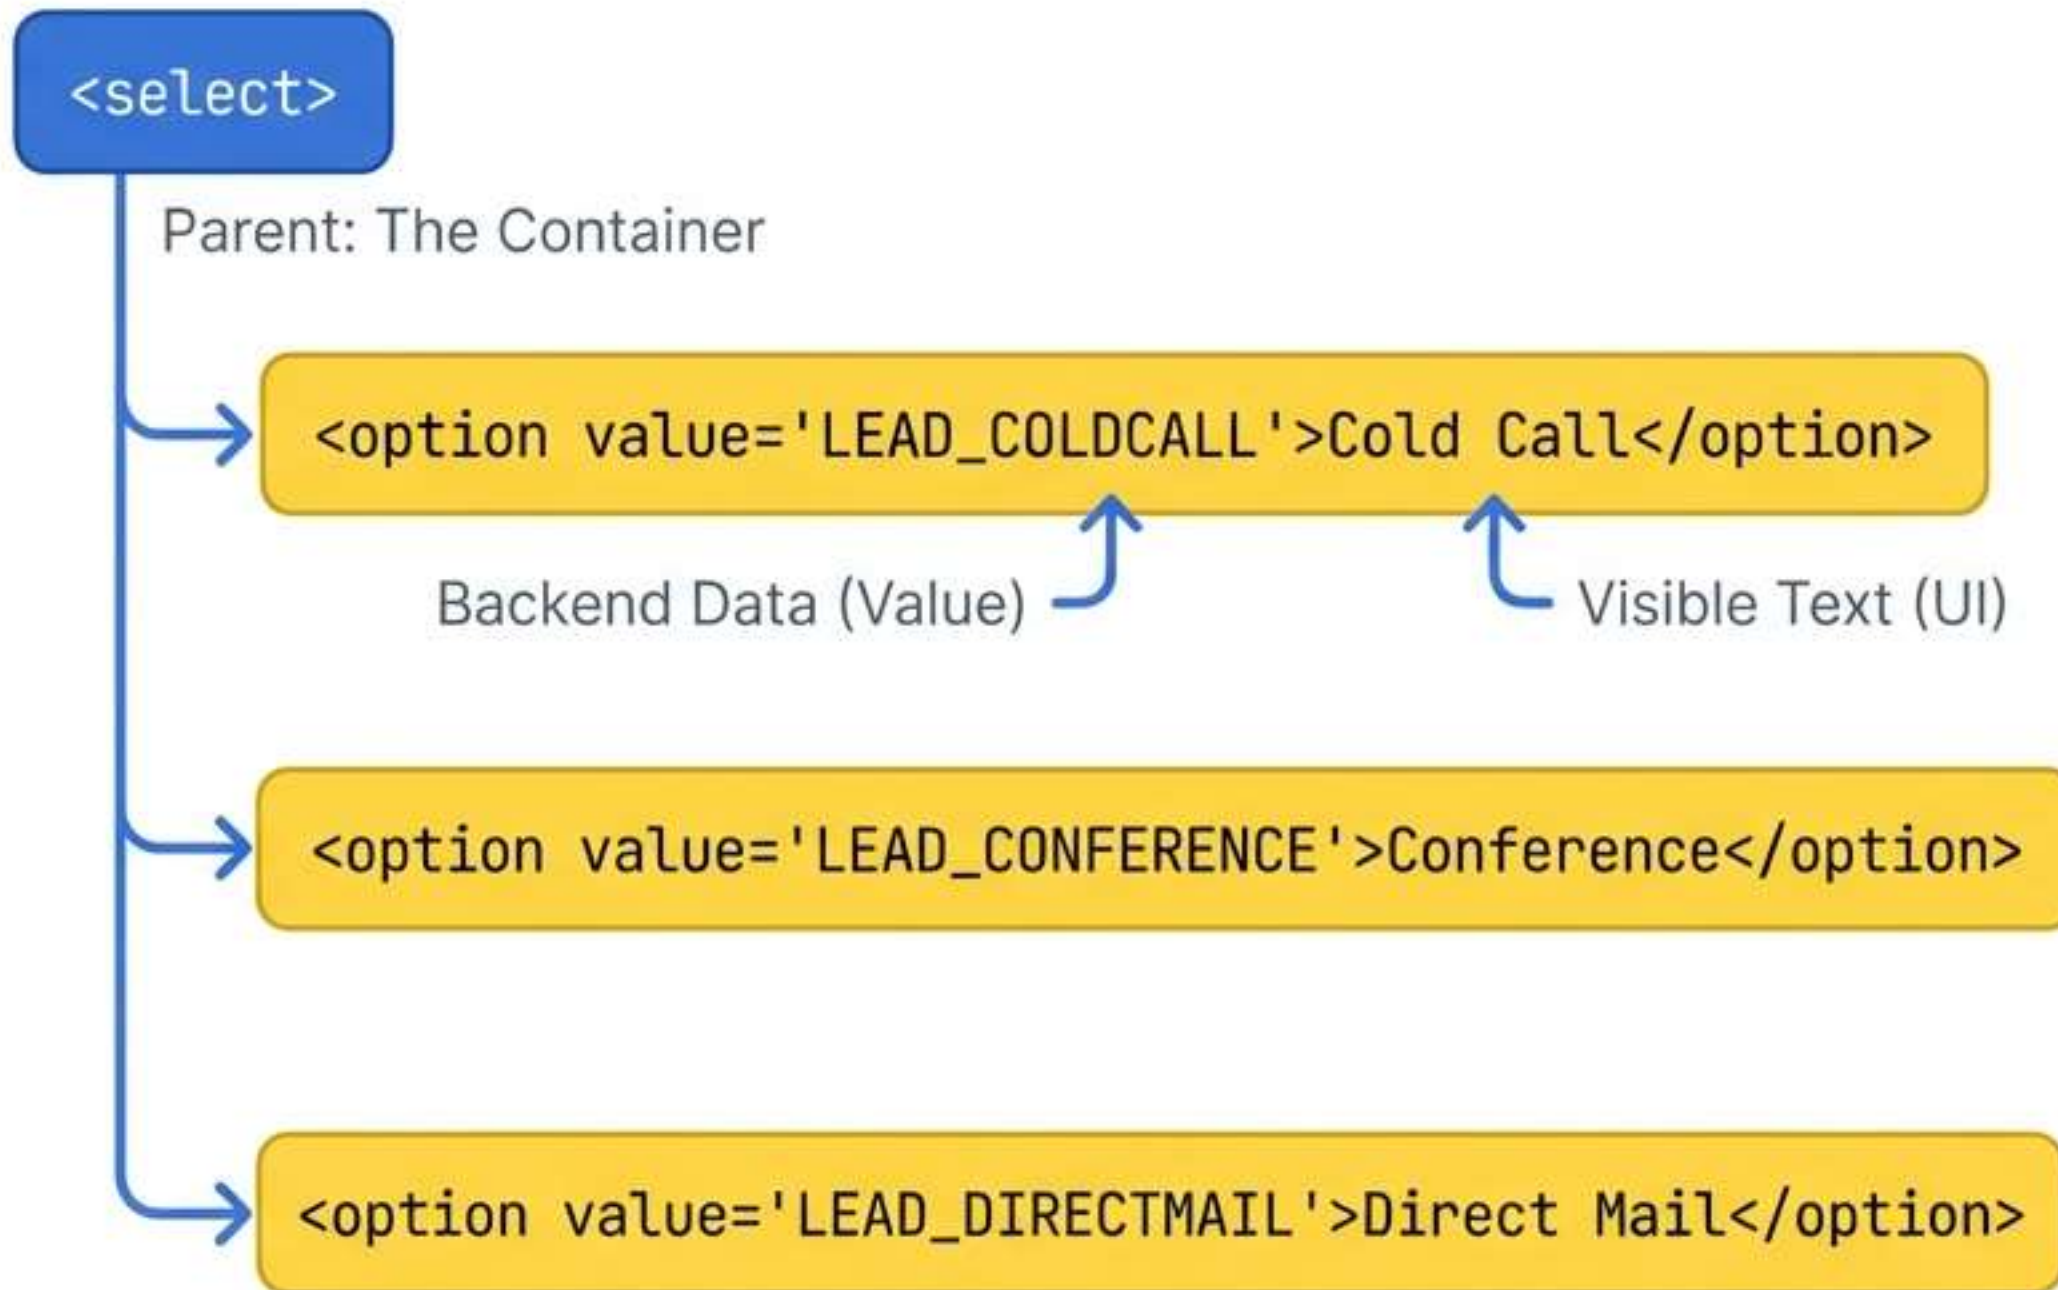 <select>
Parent: The Container
<option value='LEAD_COLDCALL'>Cold Call</option>
Backend Data (Value)
Visible Text (UI)
<option value='LEAD_CONFERENCE'>Conference</option>
<option value='LEAD_DIRECTMAIL'>Direct Mail</option>